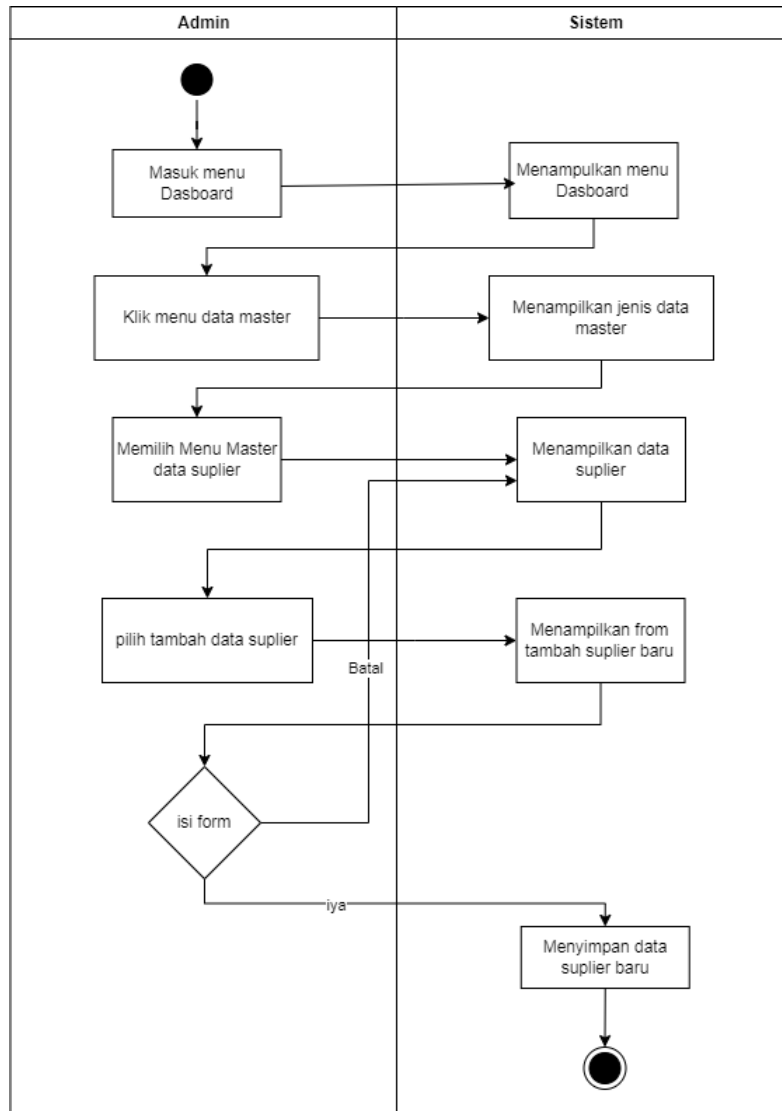 Admin
Sistem
Masuk menu
Dasboard
Menampulkan menu
Dasboard
Klik menu data master
Menampilkan jenis data
master
Memilih Menu Master
data suplier
Menampilkan data
suplier
pilih tambah data suplier
Menampilkan from
tambah suplier baru
Batal
isi form
iya
Menyimpan data
suplier baru